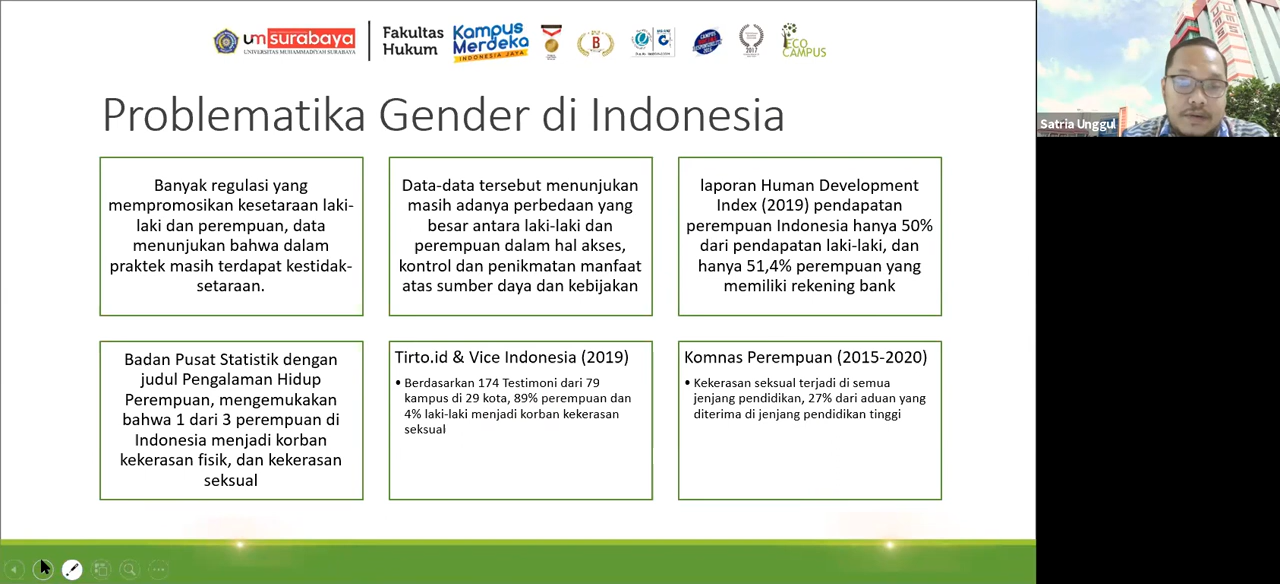 um surabaya
UNIVERSITAS MUHAMMADIYAH SURABAYA
Fakultas
Hukum
Kampus
Merdeka
INDONESIA JAYA
B
2017
ECO
CAMPUS
Satria Unggul
Problematika Gender di Indonesia
Banyak regulasi yang
mempromosikan kesetaraan laki-
laki dan perempuan, data
menunjukan bahwa dalam
praktek masih terdapat kestidak-
setaraan.
Data-data tersebut menunjukan
masih adanya perbedaan yang
besar antara laki-laki dan
perempuan dalam hal akses,
kontrol dan penikmatan manfaat
atas sumber daya dan kebijakan
laporan Human Development
Index (2019) pendapatan
perempuan Indonesia hanya 50%
dari pendapatan laki-laki, dan
hanya 51,4% perempuan yang
memiliki rekening bank
Badan Pusat Statistik dengan
judul Pengalaman Hidup
Perempuan, mengemukakan
bahwa 1 dari 3 perempuan di
Indonesia menjadi korban
kekerasan fisik, dan kekerasan
seksual
Tirto.id & Vice Indonesia (2019)
• Berdasarkan 174 Testimoni dari 79
kampus di 29 kota, 89% perempuan dan
4% laki-laki menjadi korban kekerasan
seksual
Komnas Perempuan (2015-2020)
• Kekerasan seksual terjadi di semua
jenjang pendidikan, 27% dari aduan yang
diterima di jenjang pendidikan tinggi